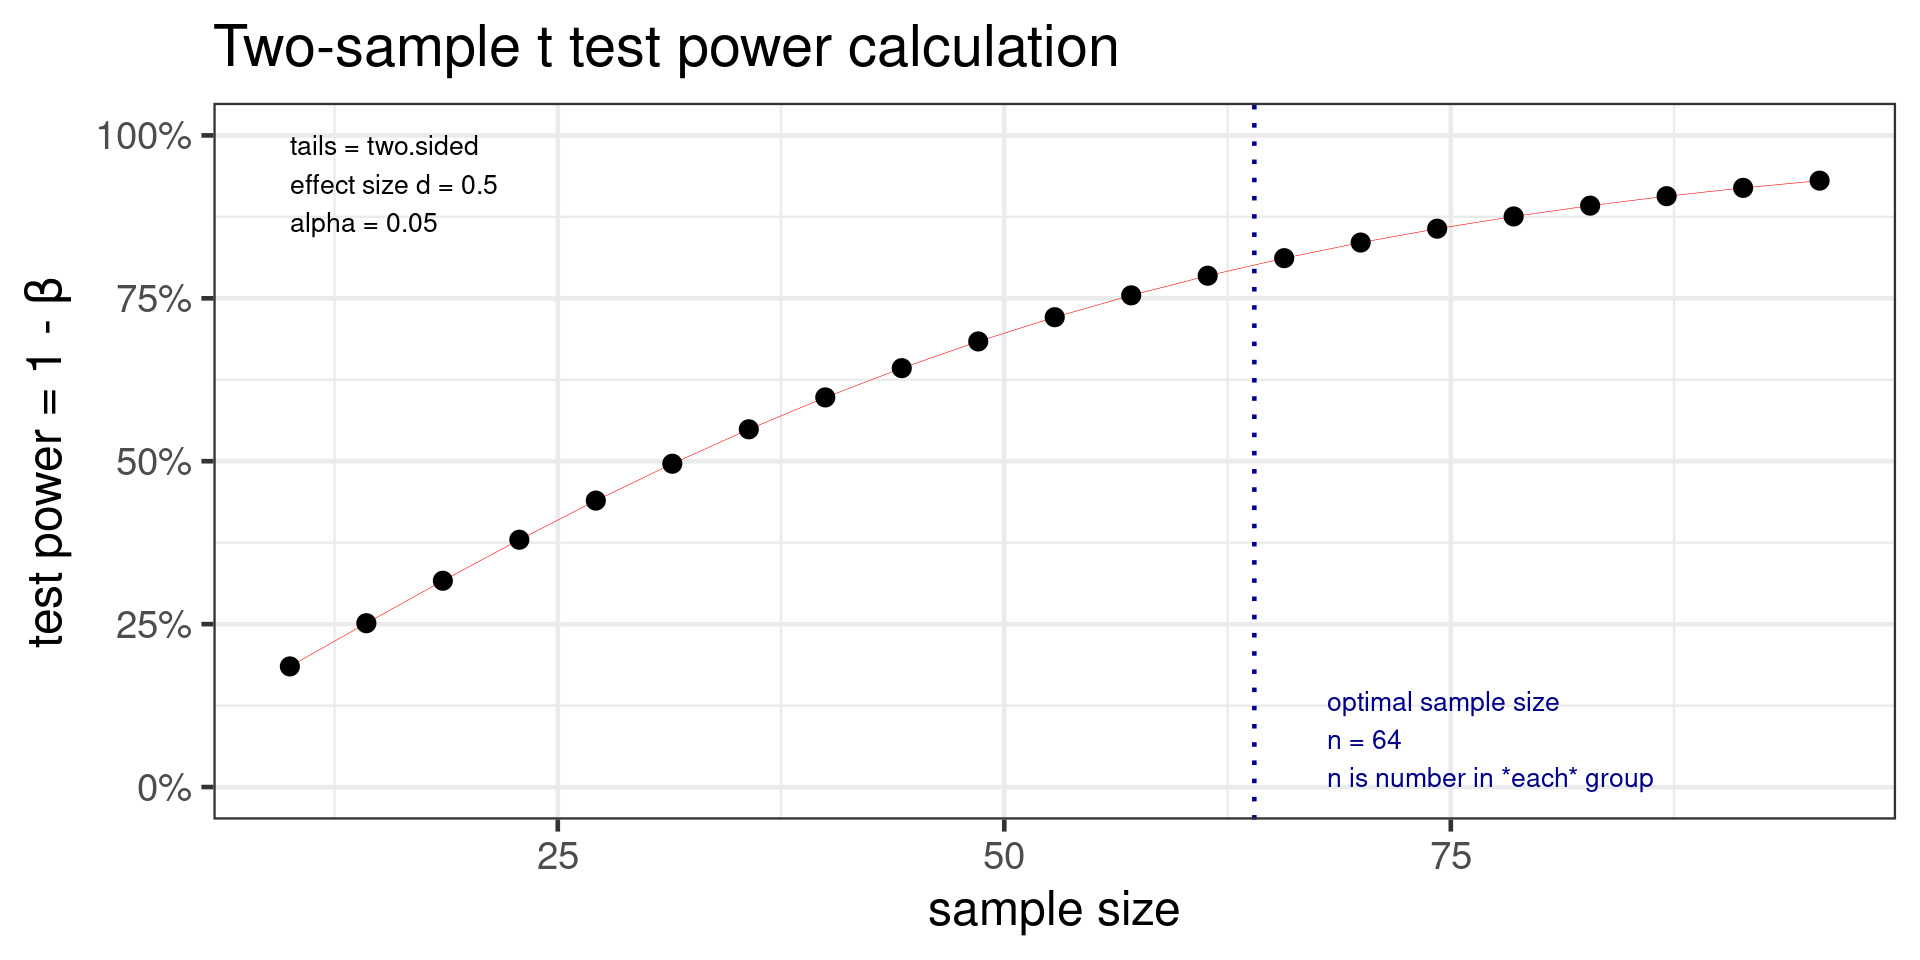 Two-sample t test power calculation
100%
75%
50%
25%
0%
test power = 1 - β
tails = two.sided
effect size d = 0.5
alpha = 0.05
optimal sample size
n = 64
n is number in *each* group
25
50
75
sample size